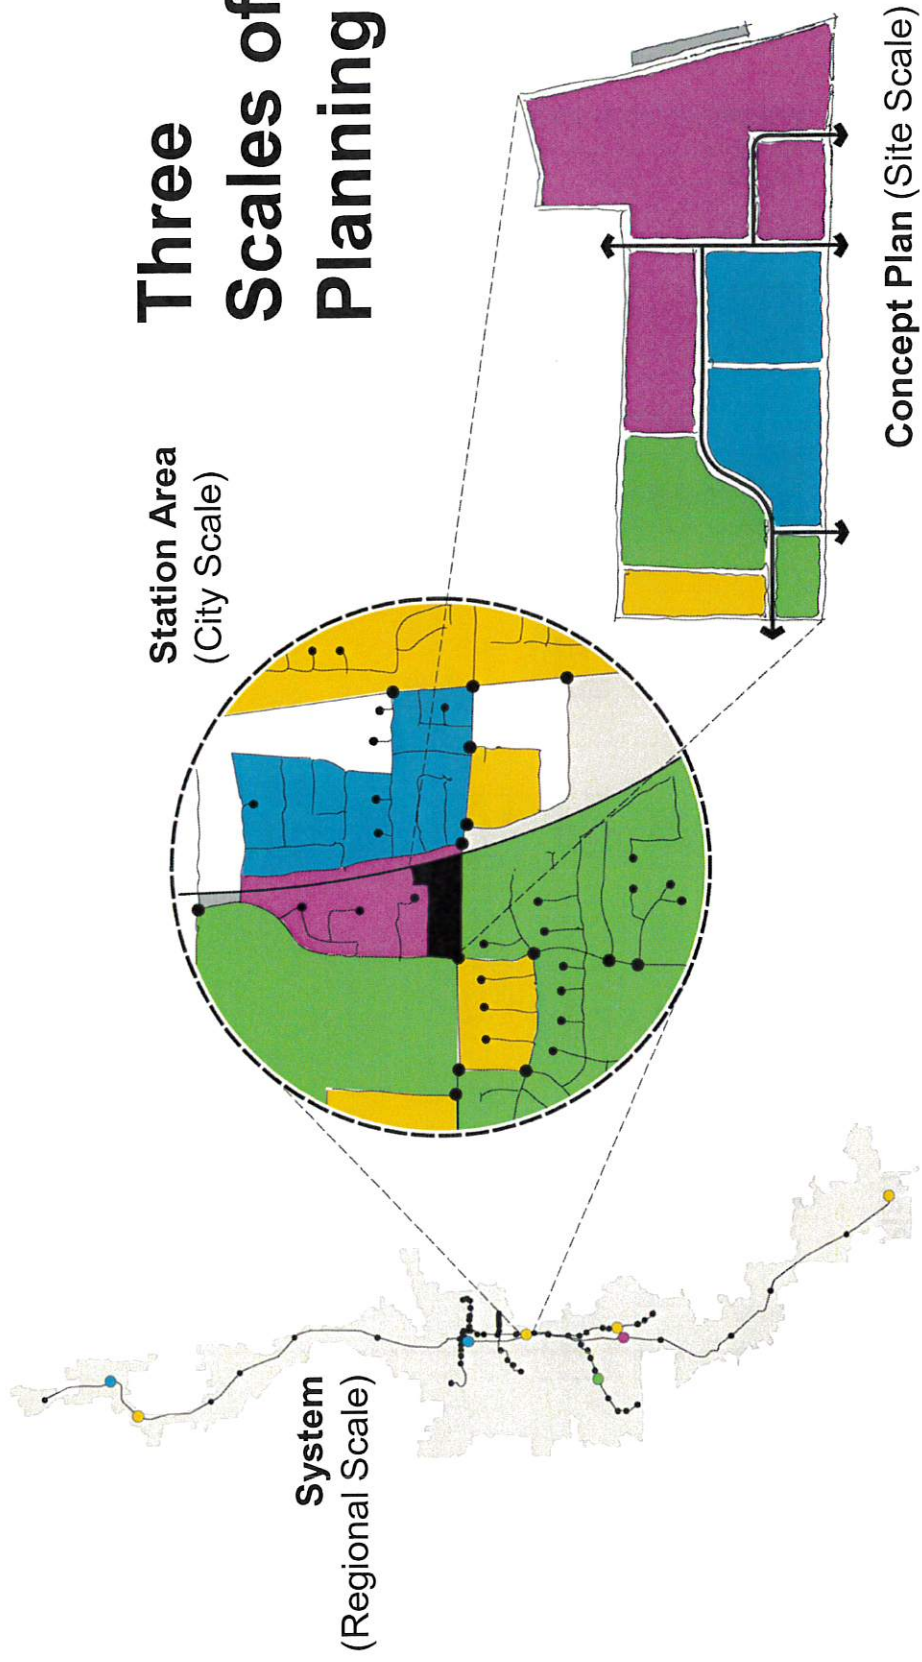 Three
Scales of
Planning
System
(Regional Scale)
Station Area
(City Scale)
Concept Plan (Site Scale)